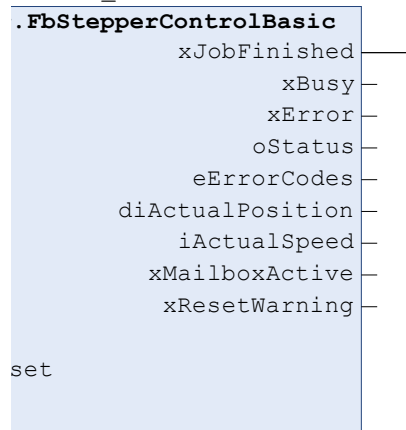 .FbStepperControlBasic
xJobFinished
xBusy
xError
oStatus
eErrorCodes
diActualPosition
iActualSpeed
xMailboxActive
xResetWarning
set